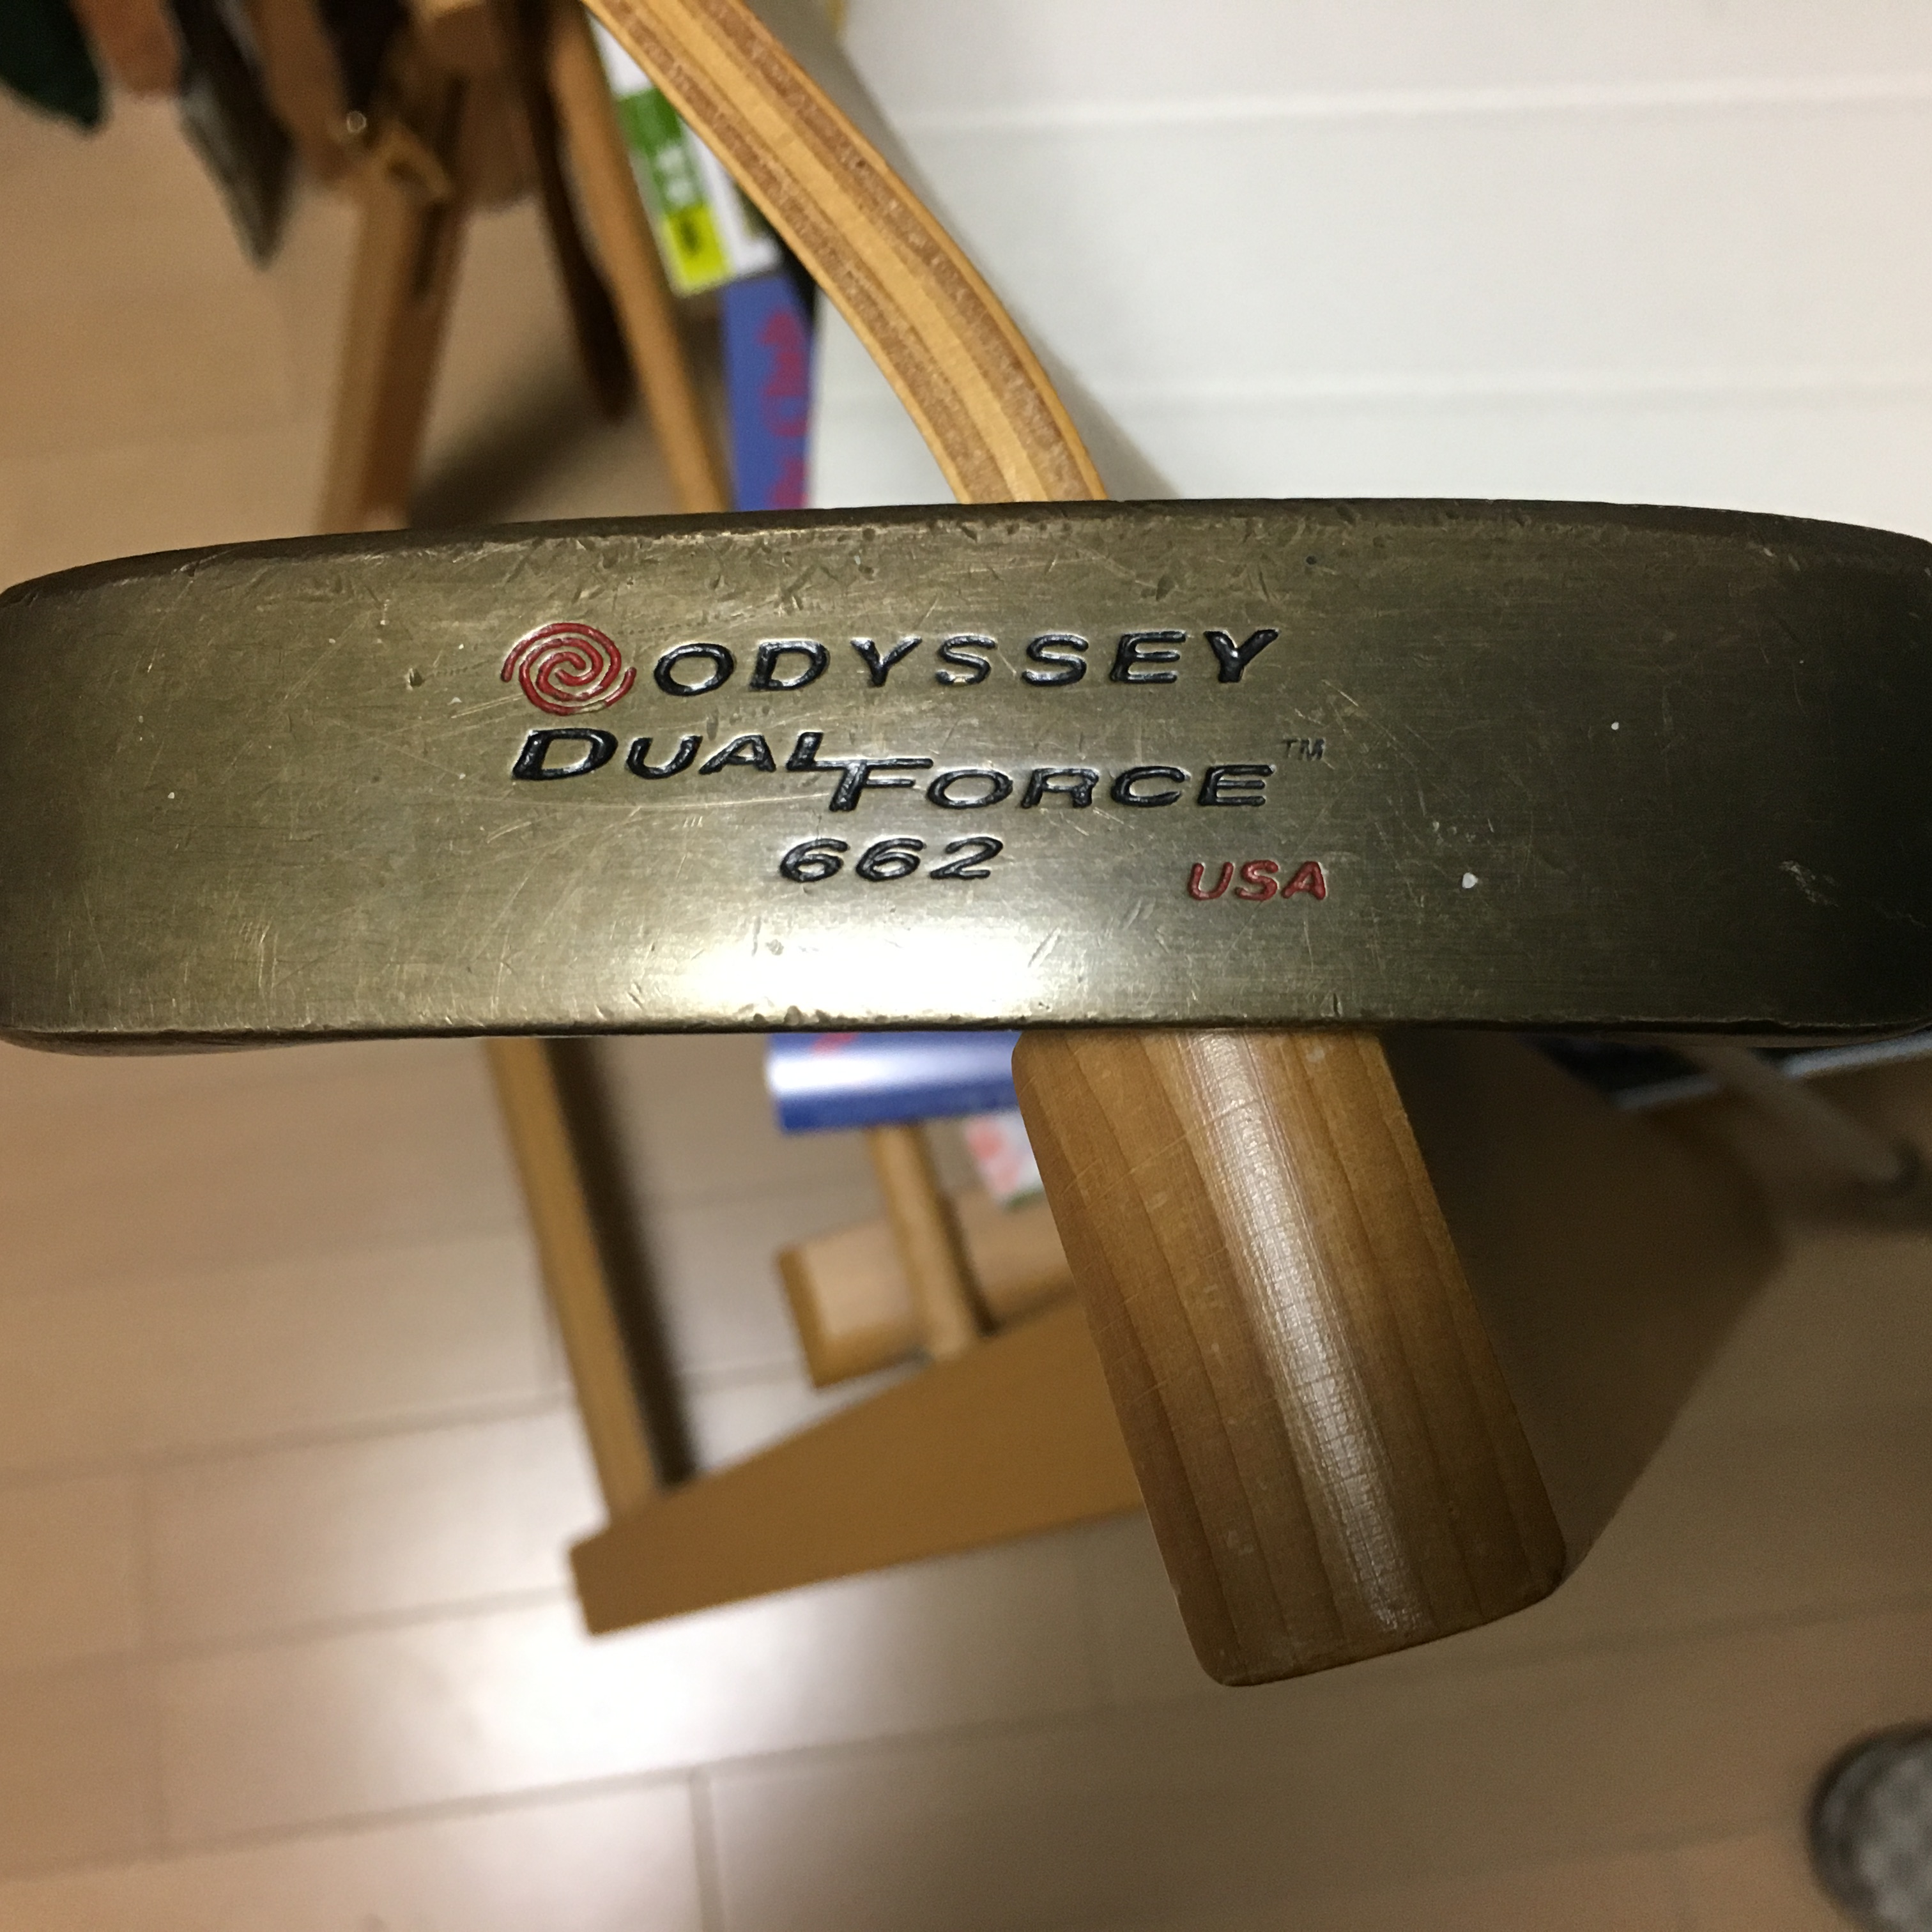 ODYSSEY
DUAL FORCE™
662 USA